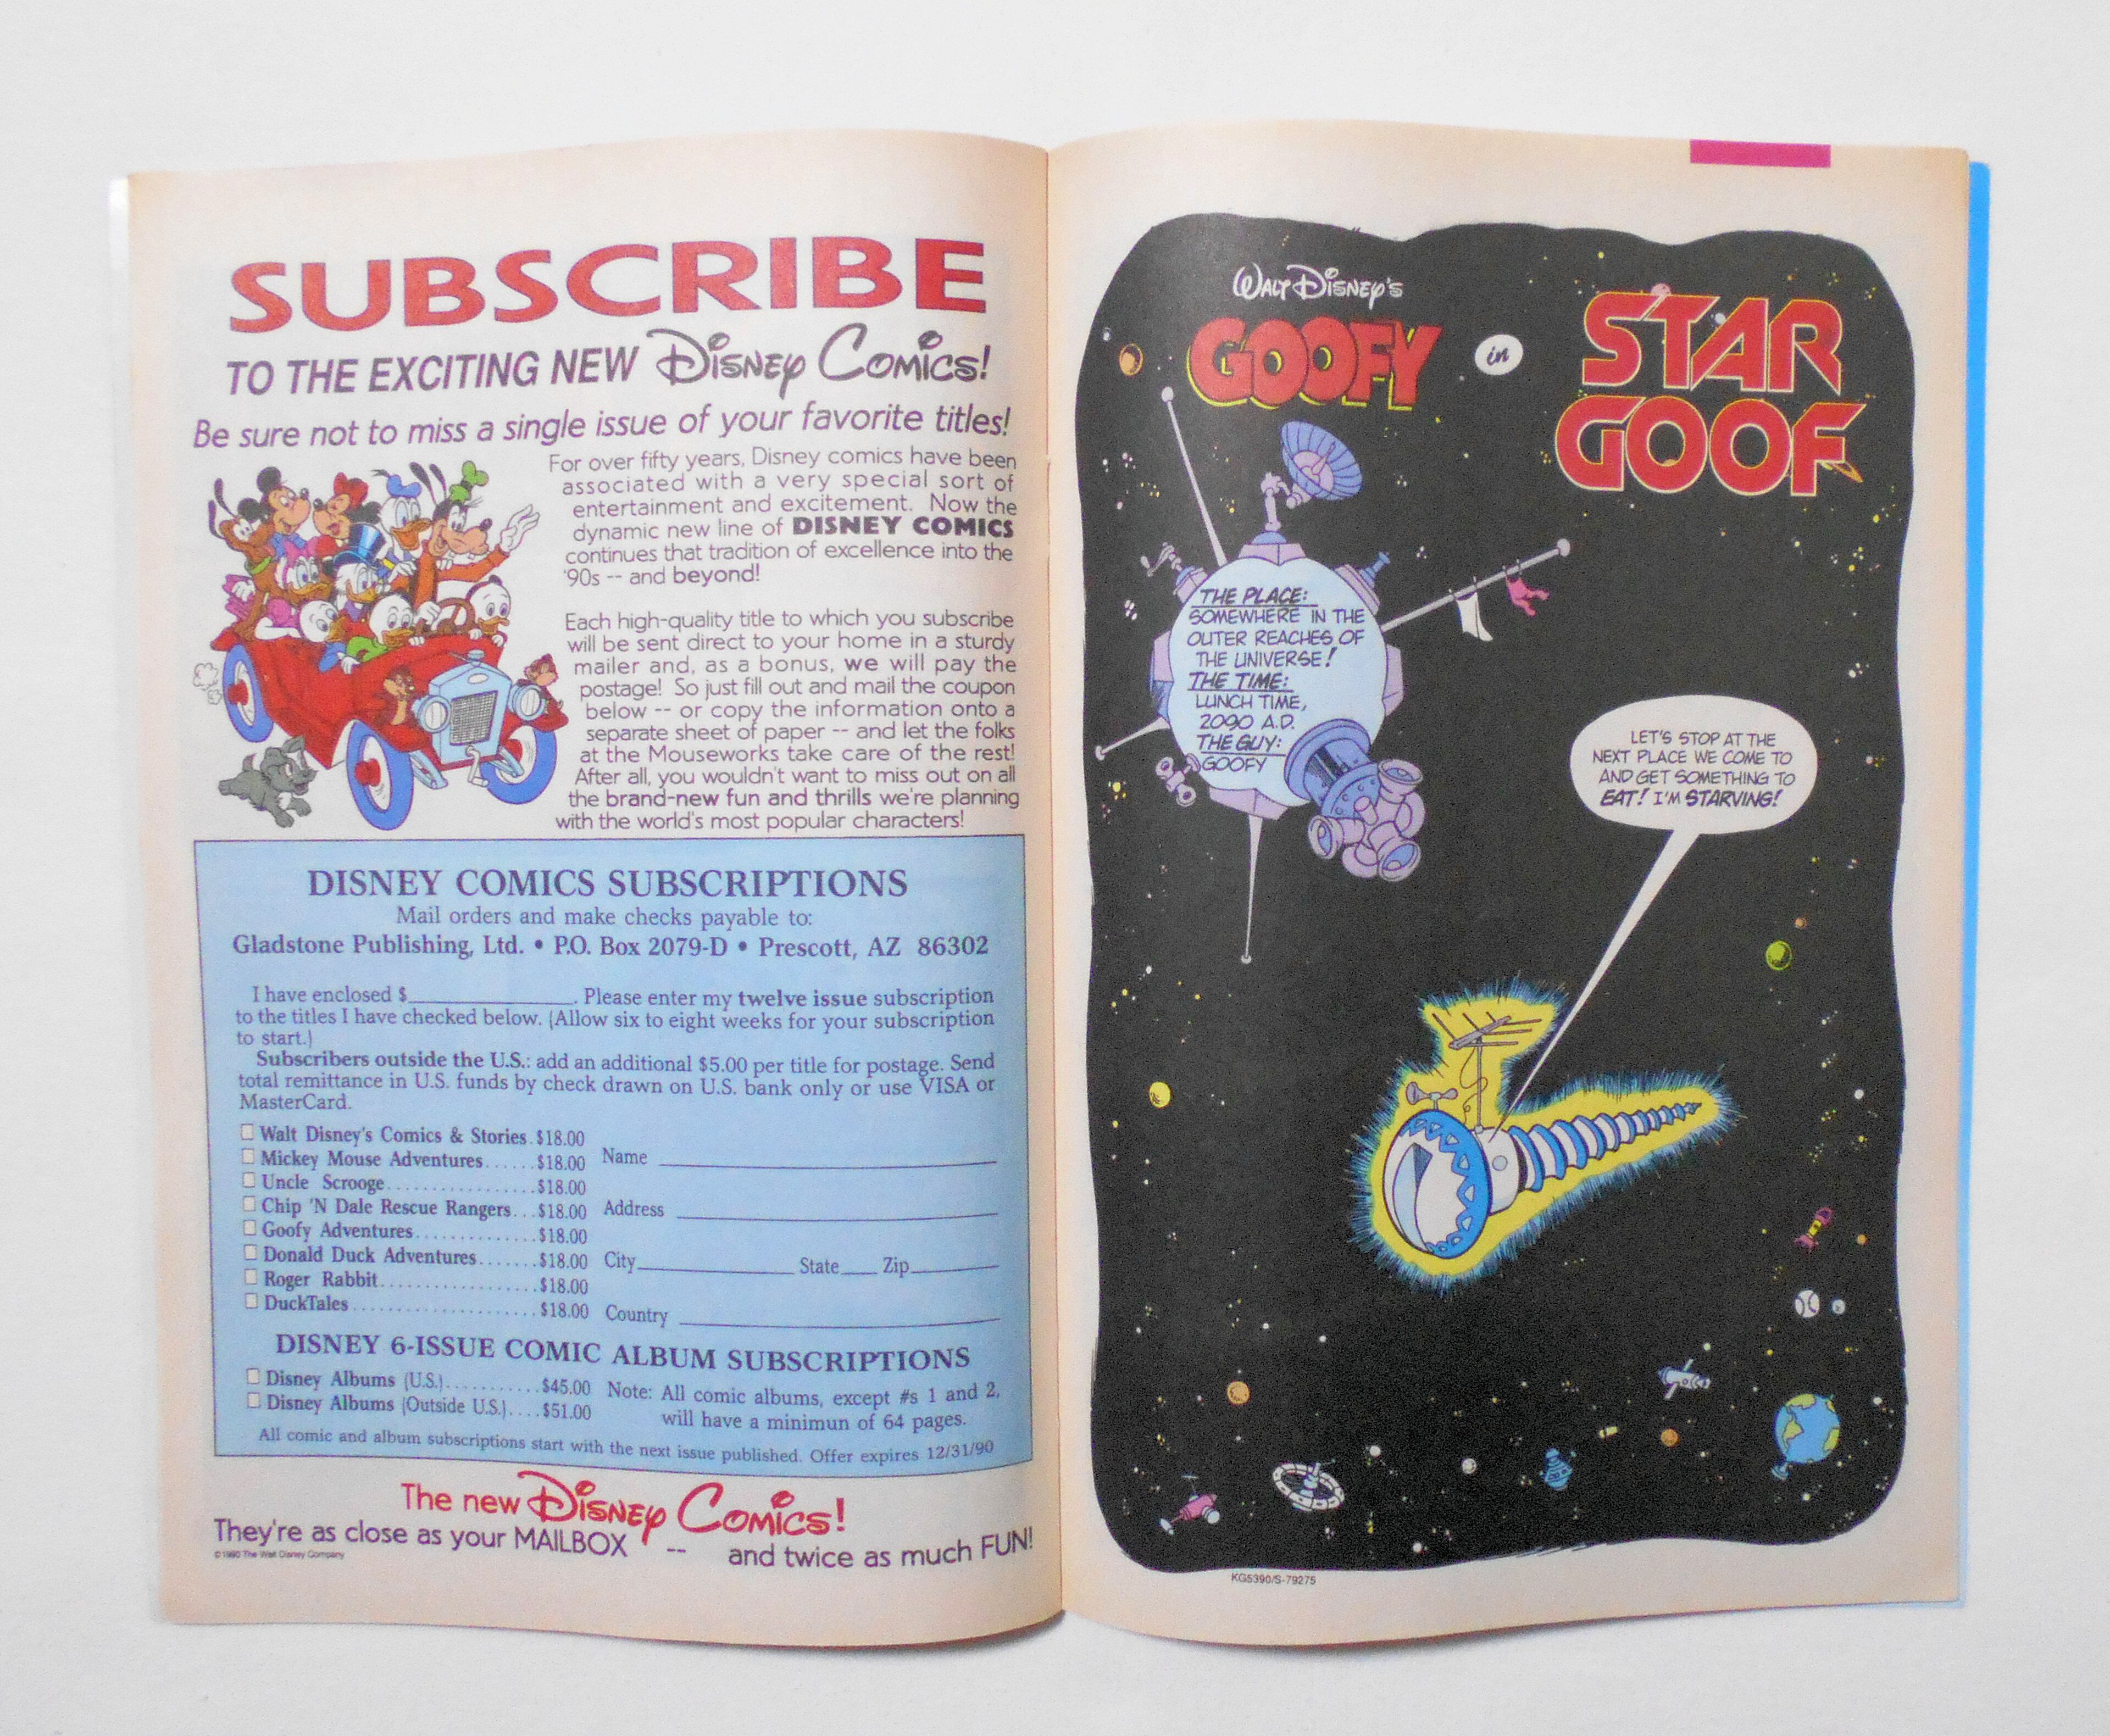 SUBSCRIBE
TO THE EXCITING NEW Disney Comics!
Be sure not to miss a single issue of your favorite titles!
For over fifty years, Disney comics have been
associated with a very special sort of
entertainment and excitement. Now the
dynamic new line of DISNEY COMICS
continues that tradition of excellence into the
'90s -- and beyond!
Each high-quality title to which you subscribe
will be sent direct to your home in a sturdy
mailer and, as a bonus, we will pay the
postage! So just fill out and mail the coupon
below -- or copy the information onto a
separate sheet of paper -- and let the folks
at the Mouseworks take care of the rest!
After all, you wouldn't want to miss out on all
the brand-new fun and thrills we're planning
with the world's most popular characters!
DISNEY COMICS SUBSCRIPTIONS
Mail orders and make checks payable to:
Gladstone Publishing, Ltd. • P.O. Box 2079-D • Prescott, AZ 86302
I have enclosed $____________. Please enter my twelve issue subscription
to the titles I have checked below. (Allow six to eight weeks for your subscription
to start.)
Subscribers outside the U.S.: add an additional $5.00 per title for postage. Send
total remittance in U.S. funds by check drawn on U.S. bank only or use VISA or
MasterCard.
Walt Disney's Comics & Stories. $18.00
Mickey Mouse Adventures......$18.00
Uncle Scrooge.................$18.00
Chip 'N Dale Rescue Rangers...$18.00
Goofy Adventures.............$18.00
Donald Duck Adventures.......$18.00
Roger Rabbit..................$18.00
DuckTales.....................$18.00
Name
Address
City____________ State____ Zip________
Country
DISNEY 6-ISSUE COMIC ALBUM SUBSCRIPTIONS
Disney Albums (U.S.)...........$45.00
Disney Albums (Outside U.S.)....$51.00
Note: All comic albums, except #s 1 and 2,
will have a minimun of 64 pages.
All comic and album subscriptions start with the next issue published. Offer expires 12/31/90
The new Disney Comics!
They're as close as your MAILBOX -- and twice as much FUN!
©1990 The Walt Disney Company
WALT DISNEY'S
GOOFY
in
STAR
GOOF
THE PLACE:
SOMEWHERE IN THE
OUTER REACHES OF
THE UNIVERSE!
THE TIME:
LUNCH TIME,
2090 A.D.
THE GUY:
GOOFY
LET'S STOP AT THE
NEXT PLACE WE COME TO
AND GET SOMETHING TO
EAT! I'M STARVING!
KG5390/S-79275